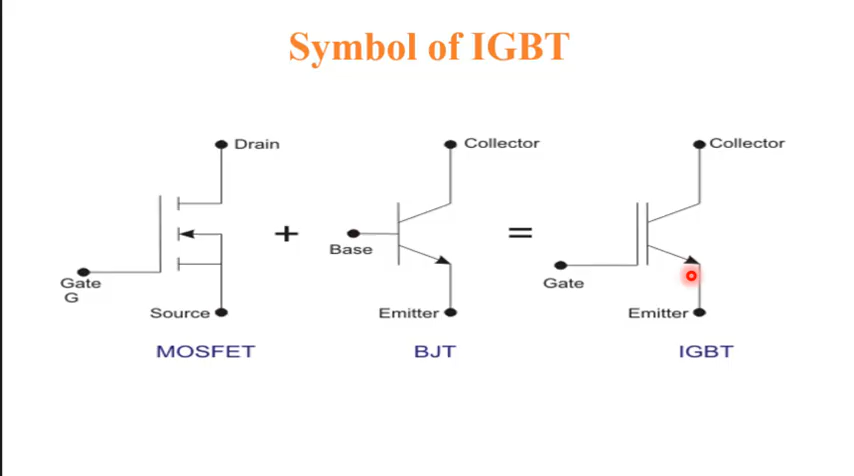 Symbol of IGBT
Drain
Gate
G
Source
MOSFET
+
Collector
Base
Emitter
BJT
=
Collector
Gate
Emitter
IGBT